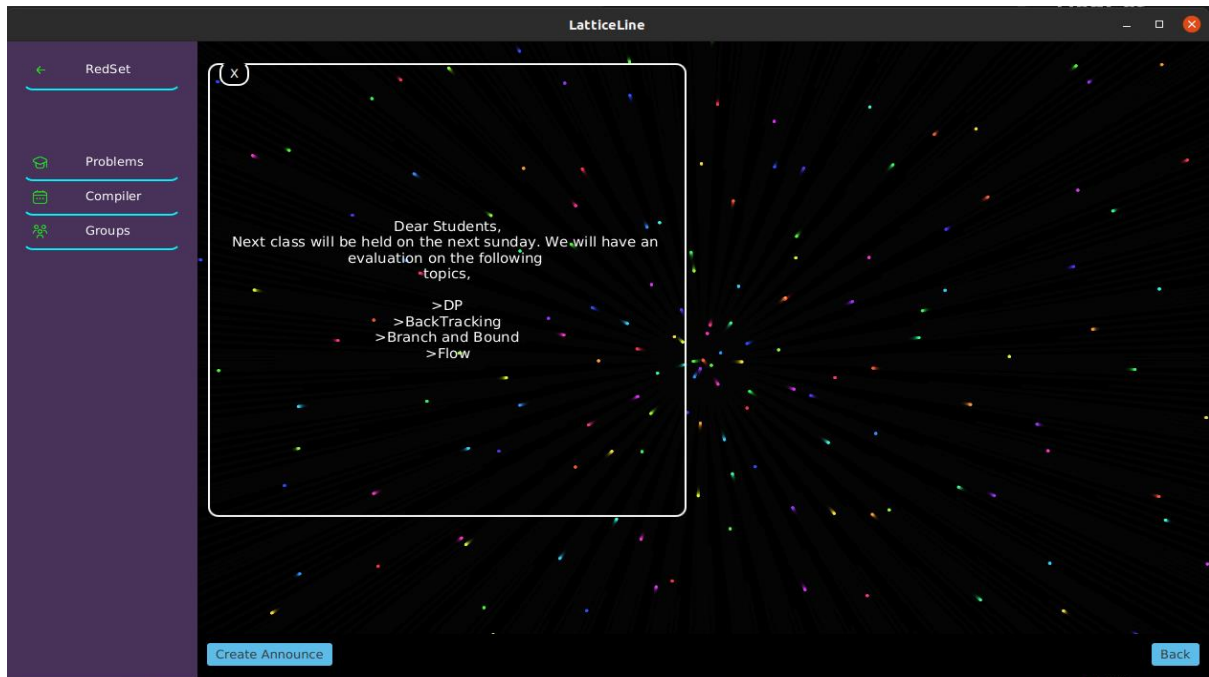 LatticeLine
RedSet
Problems
Compiler
Groups
X
Dear Students,
Next class will be held on the next sunday. We will have an
evaluation on the following
topics,
>DP
>BackTracking
>Branch and Bound
>Flow
Create Announce
Back